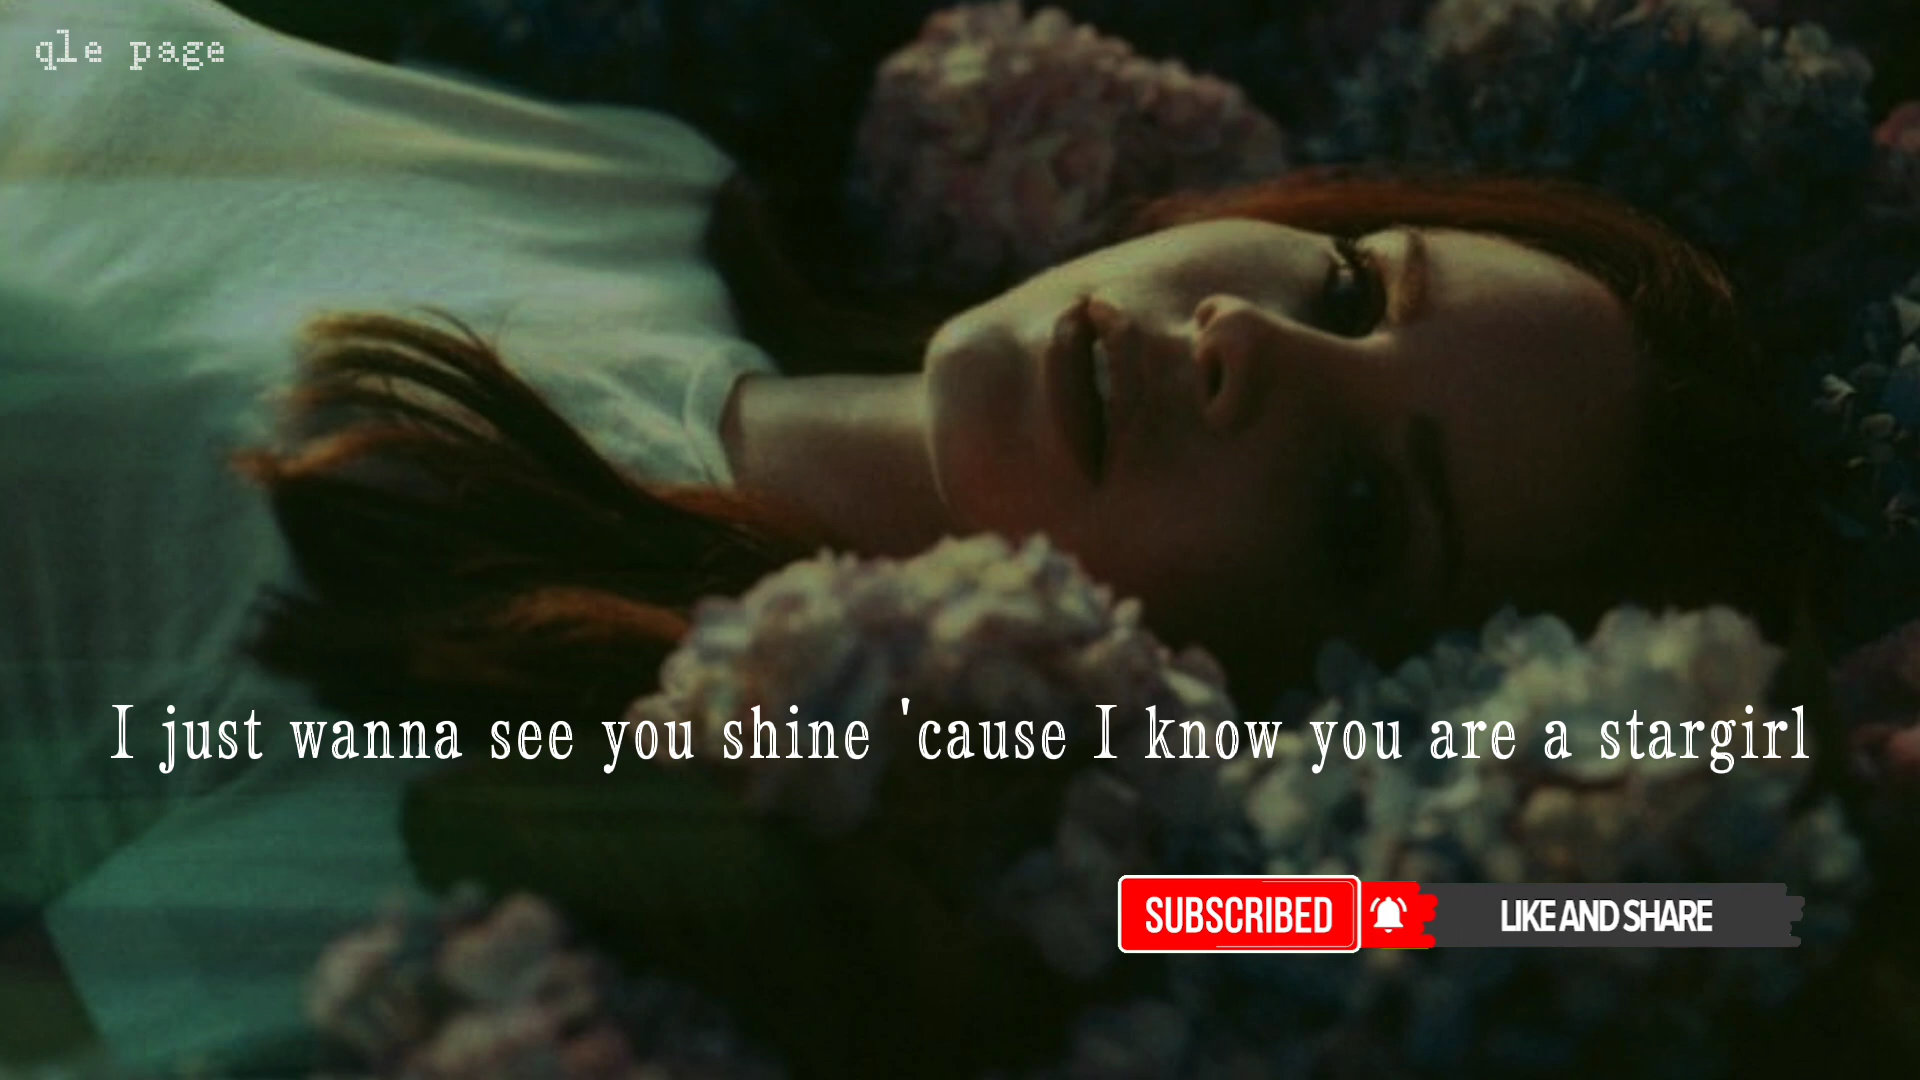 qle page
I just wanna see you shine 'cause I know you are a stargirl
SUBSCRIBED
LIKE AND SHARE